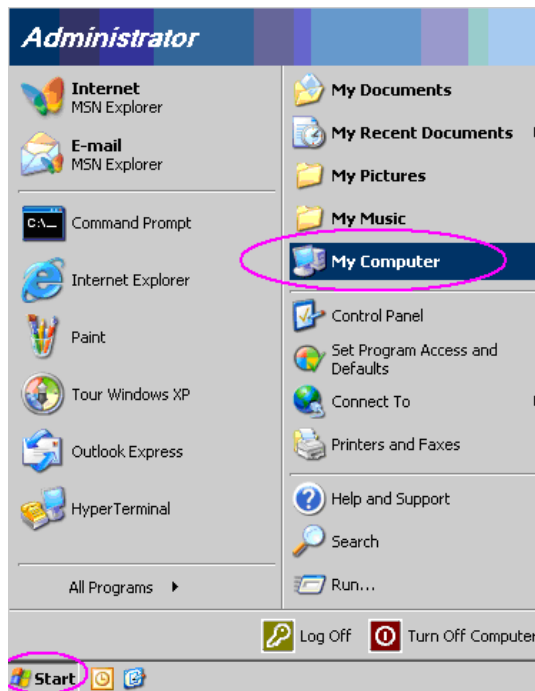 Administrator
Internet
MSN Explorer
E-mail
MSN Explorer
Command Prompt
Internet Explorer
Paint
Tour Windows XP
Outlook Express
HyperTerminal
All Programs
My Documents
My Recent Documents
My Pictures
My Music
My Computer
Control Panel
Set Program Access and
Defaults
Connect To
Printers and Faxes
Help and Support
Search
Run...
Log Off
Turn Off Computer
Start